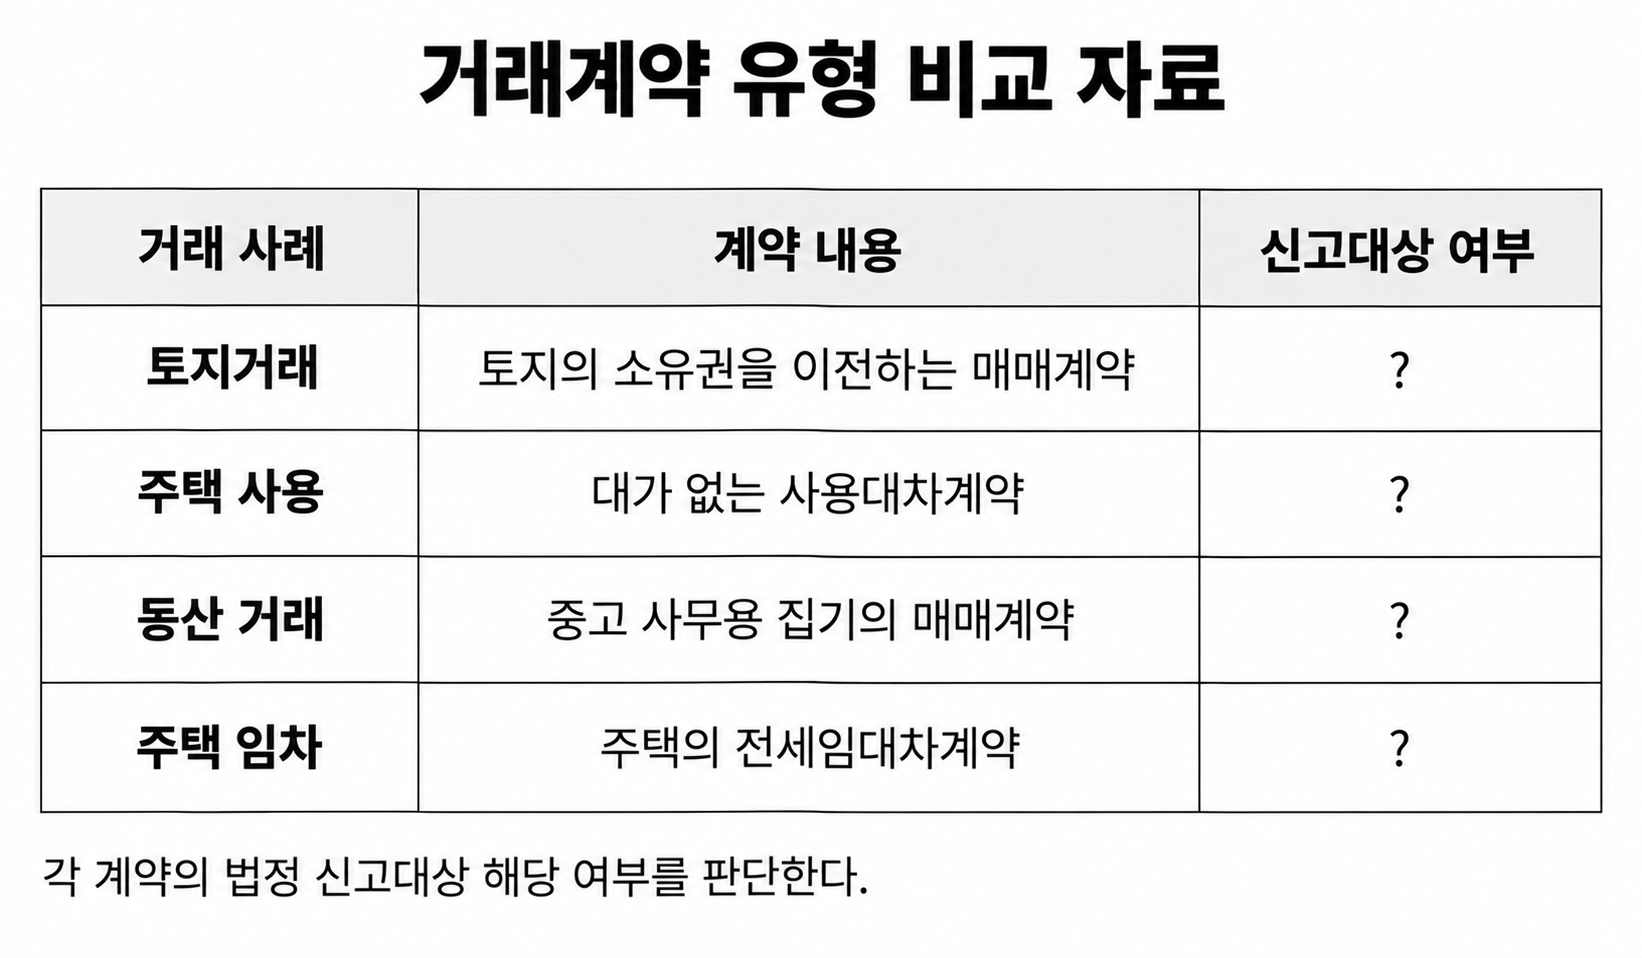 거래계약 유형 비교 자료
거래 사례 계약 내용 신고대상 여부
토지거래 토지의 소유권을 이전하는 매매계약 ?
주택 사용 대가 없는 사용대차계약 ?
동산 거래 중고 사무용 집기의 매매계약 ?
주택 임차 주택의 전세임대차계약 ?
각 계약의 법정 신고대상 해당 여부를 판단한다.